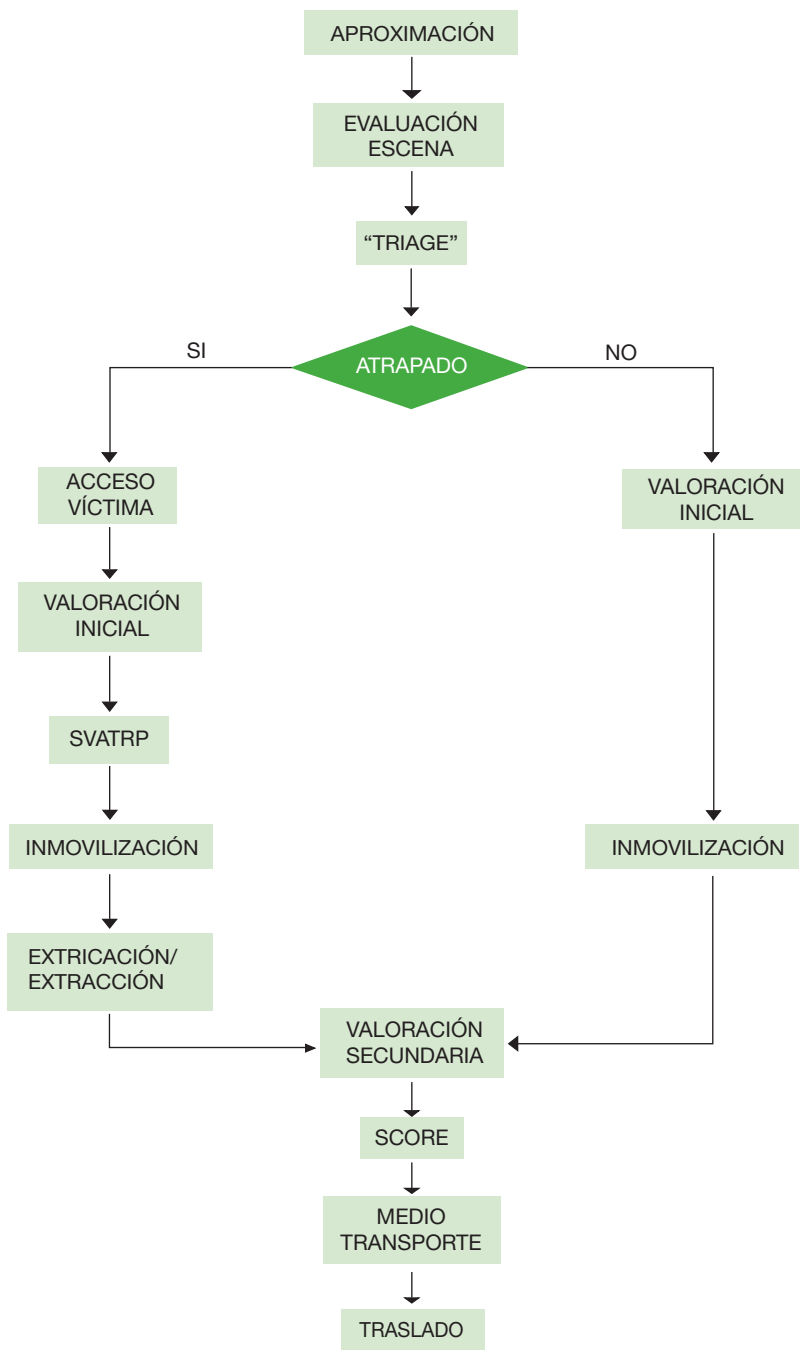 APROXIMACIÓN
EVALUACIÓN
ESCENA
“TRIAGE”
ATRAPADO
SI
NO
ACCESO
VÍCTIMA
VALORACIÓN
INICIAL
SVATRP
INMOVILIZACIÓN
EXTRICACIÓN/
EXTRACCIÓN
VALORACIÓN
INICIAL
INMOVILIZACIÓN
VALORACIÓN
SECUNDARIA
SCORE
MEDIO
TRANSPORTE
TRASLADO